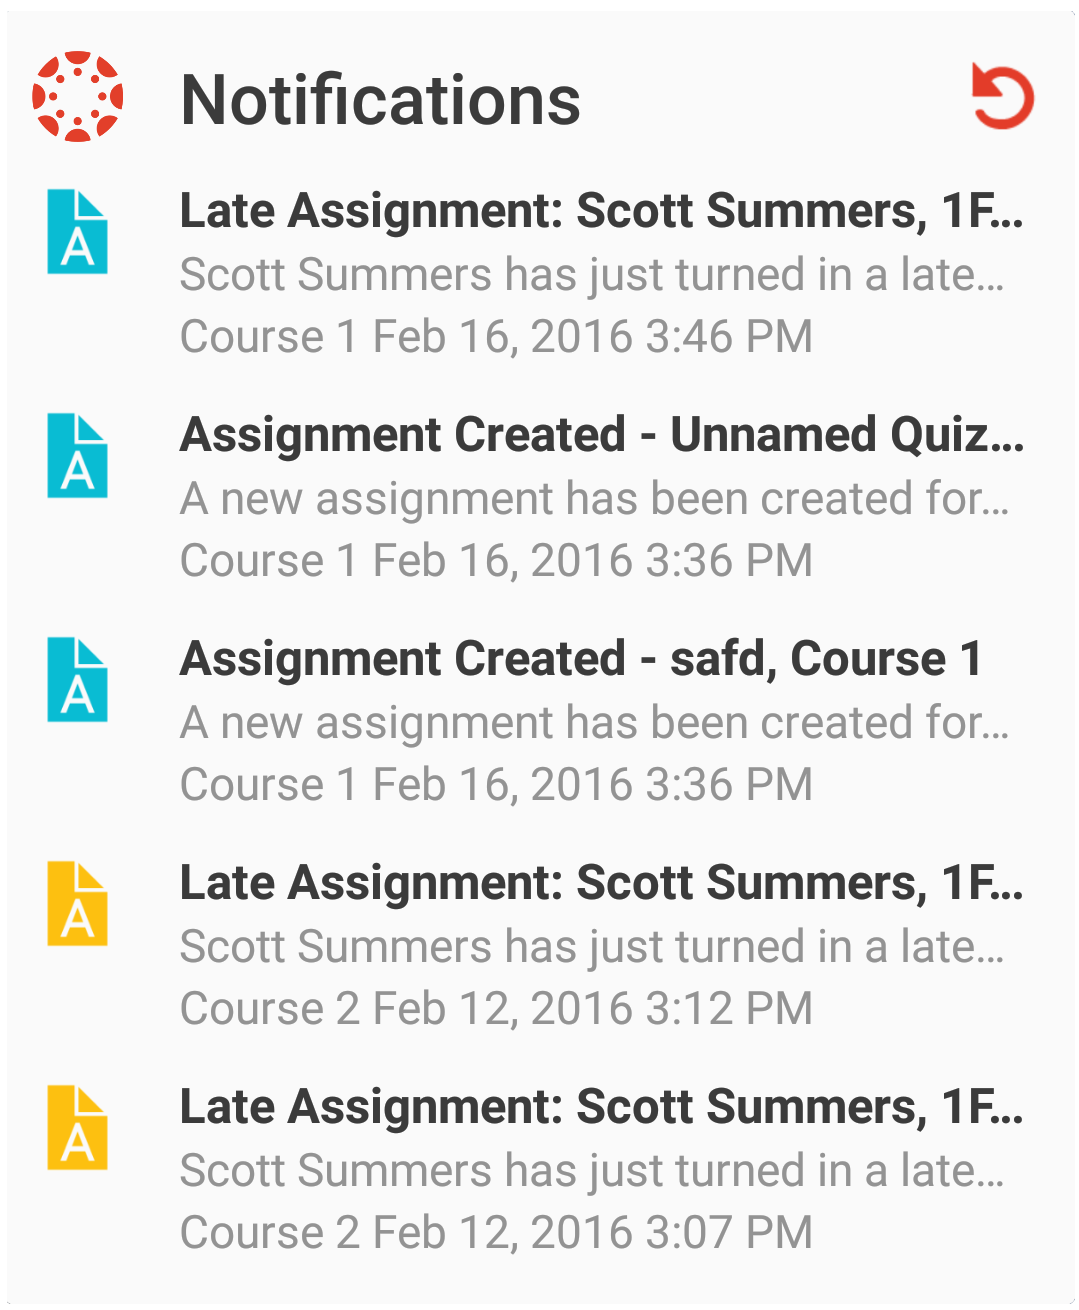 Notifications
Late Assignment: Scott Summers, 1F...
Scott Summers has just turned in a late...
Course 1 Feb 16, 2016 3:46 PM
Assignment Created - Unnamed Quiz...
A new assignment has been created for...
Course 1 Feb 16, 2016 3:36 PM
Assignment Created - safd, Course 1
A new assignment has been created for...
Course 1 Feb 16, 2016 3:36 PM
Late Assignment: Scott Summers, 1F...
Scott Summers has just turned in a late...
Course 2 Feb 12, 2016 3:12 PM
Late Assignment: Scott Summers, 1F...
Scott Summers has just turned in a late...
Course 2 Feb 12, 2016 3:07 PM